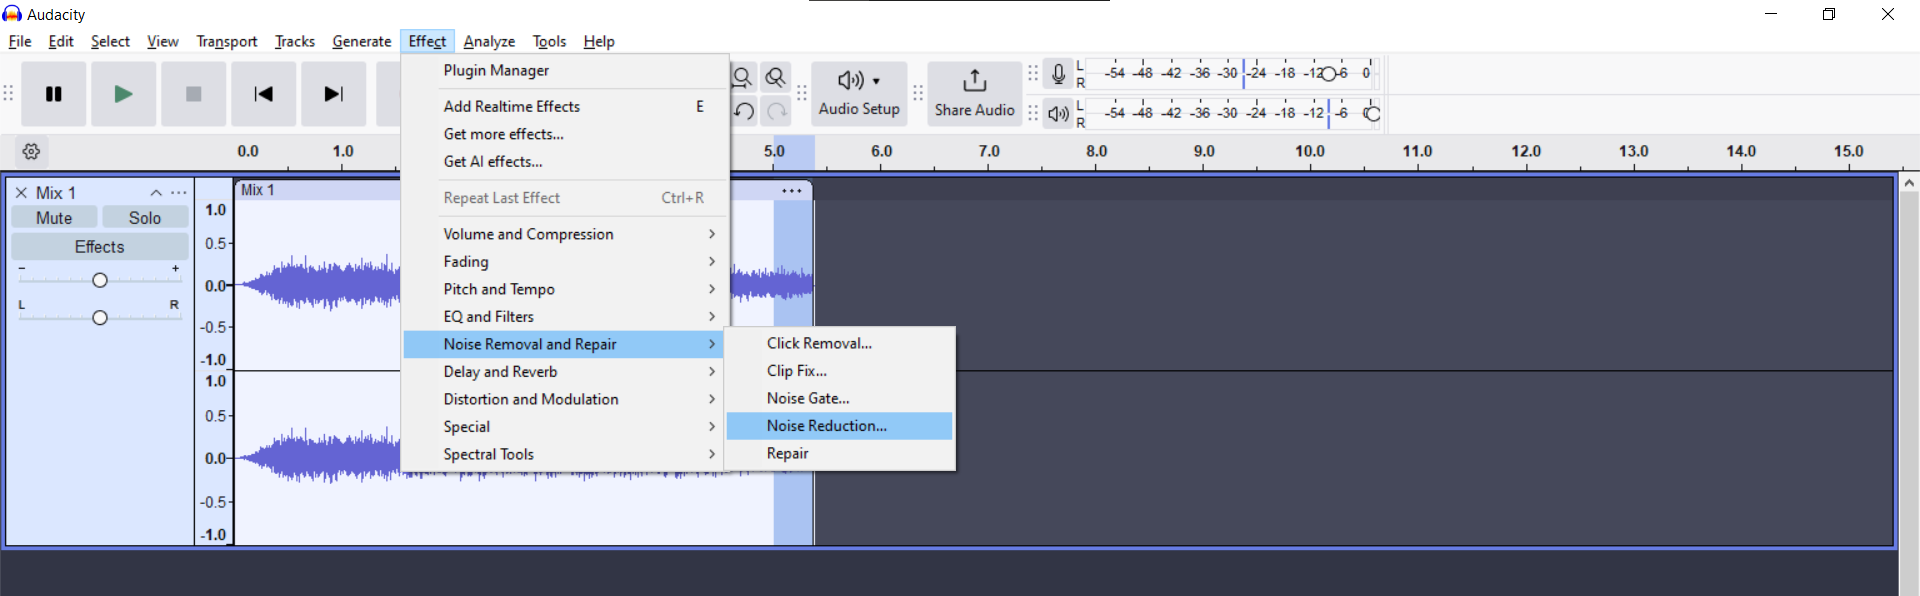 Audacity
File Edit Select View Transport Tracks Generate Effect Analyze Tools Help
Plugin Manager
Add Realtime Effects E
Get more effects...
Get AI effects...
Repeat Last Effect Ctrl+R
Volume and Compression
Fading
Pitch and Tempo
EQ and Filters
Noise Removal and Repair
Delay and Reverb
Distortion and Modulation
Special
Spectral Tools
Click Removal...
Clip Fix...
Noise Gate...
Noise Reduction...
Repair
Audio Setup
Share Audio
L
R
-54 -48 -42 -36 -30 -24 -18 -12 -6 0
L
R
-54 -48 -42 -36 -30 -24 -18 -12 -6
0.0 1.0 5.0 6.0 7.0 8.0 9.0 10.0 11.0 12.0 13.0 14.0 15.0
Mix 1
Mute Solo
Effects
- +
L R
1.0
0.5
0.0
-0.5
-1.0
1.0
0.5
0.0
-0.5
-1.0
Mix 1